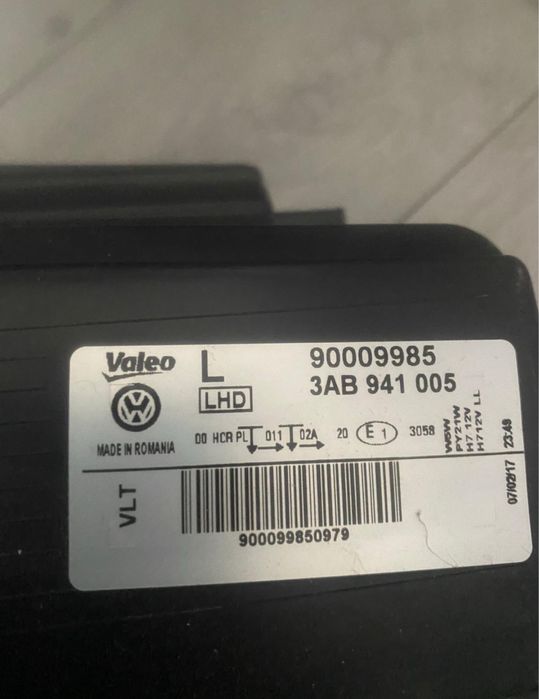 Valeo
L
90009985
LHD
3AB 941 005
MADE IN ROMANIA
00 HCR PL 011 02A 20 E 1 3058
W5W
PY21W
H7 12V
H7 12V LL
07/02/17 23:48
VLT
900099850979